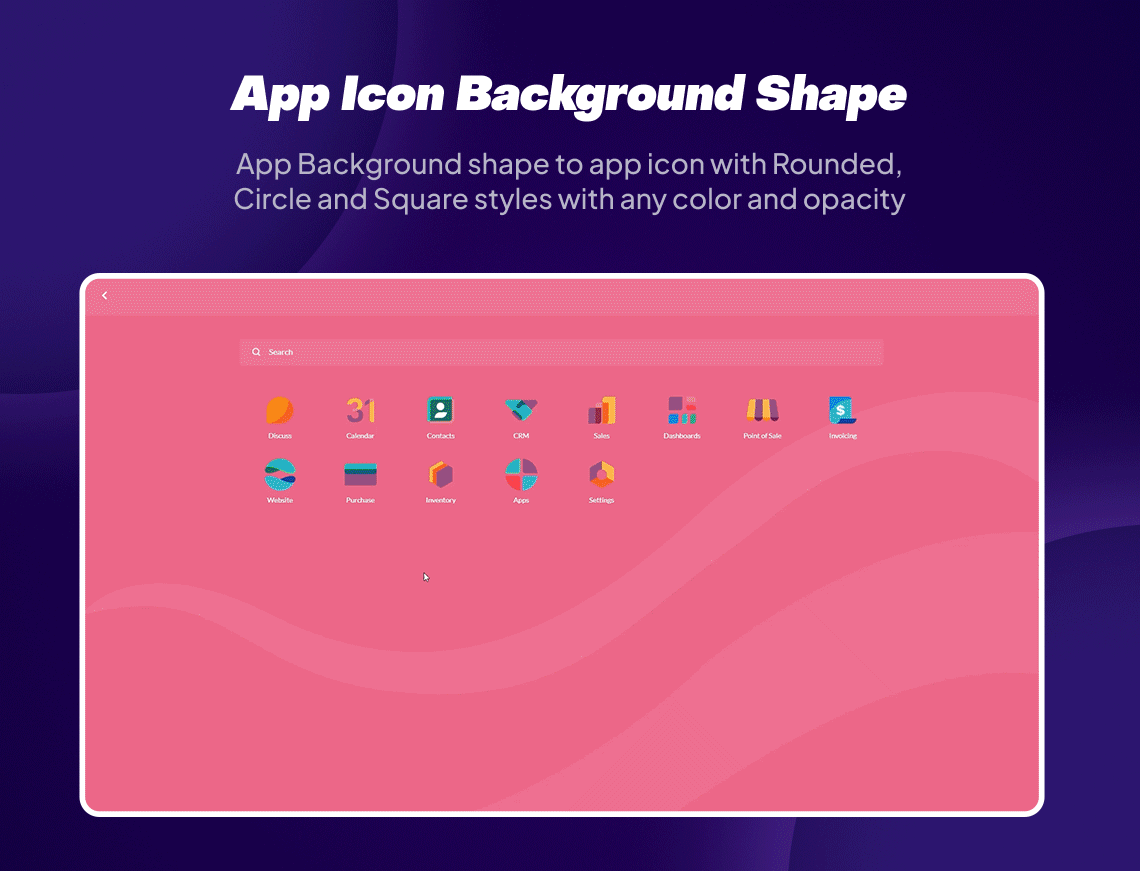 App Icon Background Shape
App Background shape to app icon with Rounded,
Circle and Square styles with any color and opacity
Search
31
Discuss Calendar Contacts CRM Sales Dashboards Point of Sale Invoicing
$
Website Purchase Inventory Apps Settings